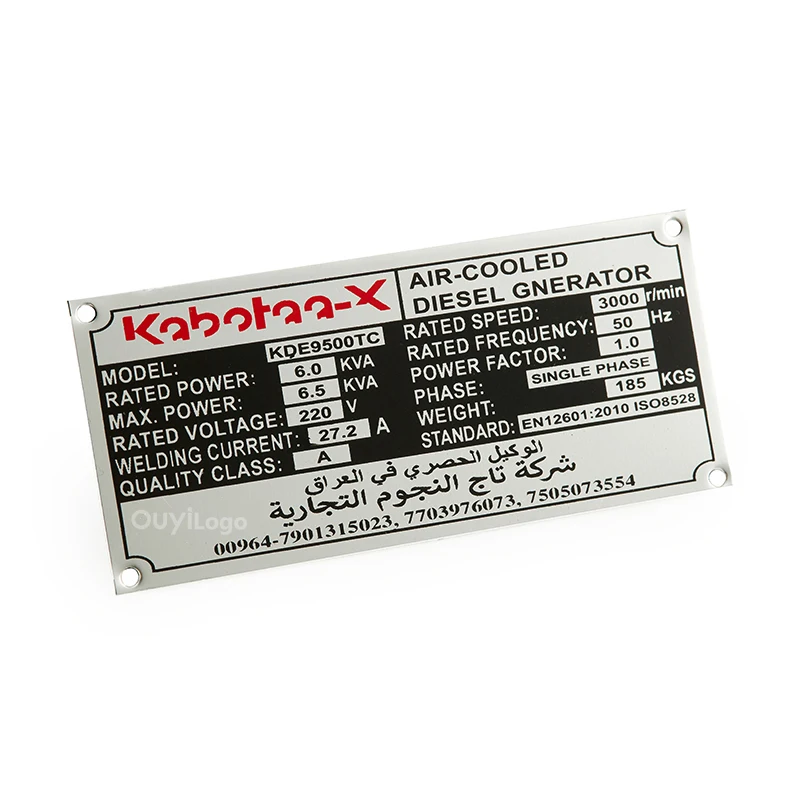 Kabotaa-X
AIR-COOLED
DIESEL GNERATOR
MODEL: KDE9500TC
RATED POWER: 6.0 KVA
MAX. POWER: 6.5 KVA
RATED VOLTAGE: 220 V
WELDING CURRENT: 27.2 A
QUALITY CLASS: A
RATED SPEED: 3000 r/min
RATED FREQUENCY: 50 Hz
POWER FACTOR: 1.0
PHASE: SINGLE PHASE
WEIGHT: 185 KGS
STANDARD: EN12601:2010 ISO8528
الوكيل الحصري في العراق
شركة تاج النجوم التجارية
00964-7901315023, 7703976073, 7505073554
OuyiLogo